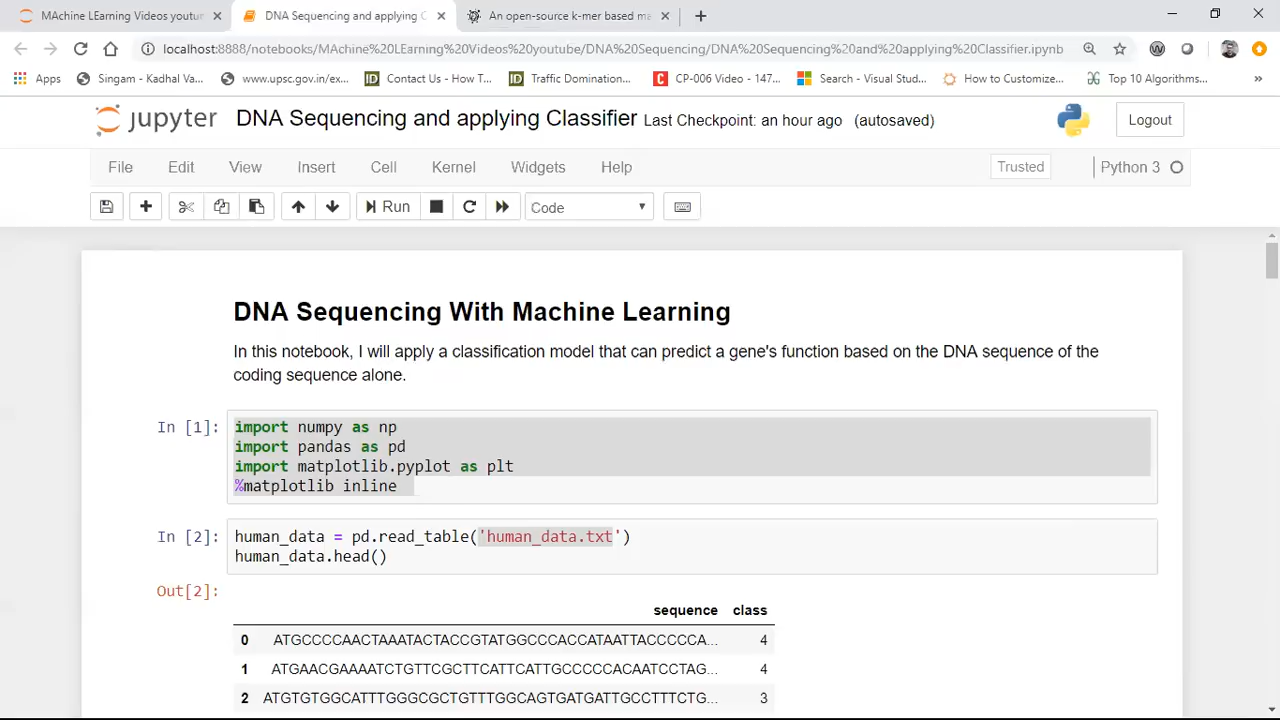 MAchine LEarning Videos youtu
DNA Sequencing and applying C
An open-source k-mer based ma
localhost:8888/notebooks/MAchine%20LEarning%20Videos%20youtube/DNA%20Sequencing/DNA%20Sequencing%20and%20applying%20Classifier.ipynb
Apps Singam - Kadhal Va... www.upsc.gov.in/ex... Contact Us - How T... Traffic Domination... CP-006 Video - 147... Search - Visual Stud... How to Customize... Top 10 Algorithms... »
jupyter DNA Sequencing and applying Classifier Last Checkpoint: an hour ago (autosaved) Logout
File Edit View Insert Cell Kernel Widgets Help Trusted Python 3
Run Code
DNA Sequencing With Machine Learning
In this notebook, I will apply a classification model that can predict a gene's function based on the DNA sequence of the
coding sequence alone.
In [1]: import numpy as np
import pandas as pd
import matplotlib.pyplot as plt
%matplotlib inline
In [2]: human_data = pd.read_table('human_data.txt')
human_data.head()
Out[2]:
sequence class
0 ATGCCCCAACTAAATACTACCGTATGGCCCACCATAATTACCCCCA... 4
1 ATGAACGAAAATCTGTTCGCTTCATTCATTGCCCCCACAATCCTAG... 4
2 ATGTGTGGCATTTGGGCGCTGTTTGGCAGTGATGATTGCCTTTCTG... 3